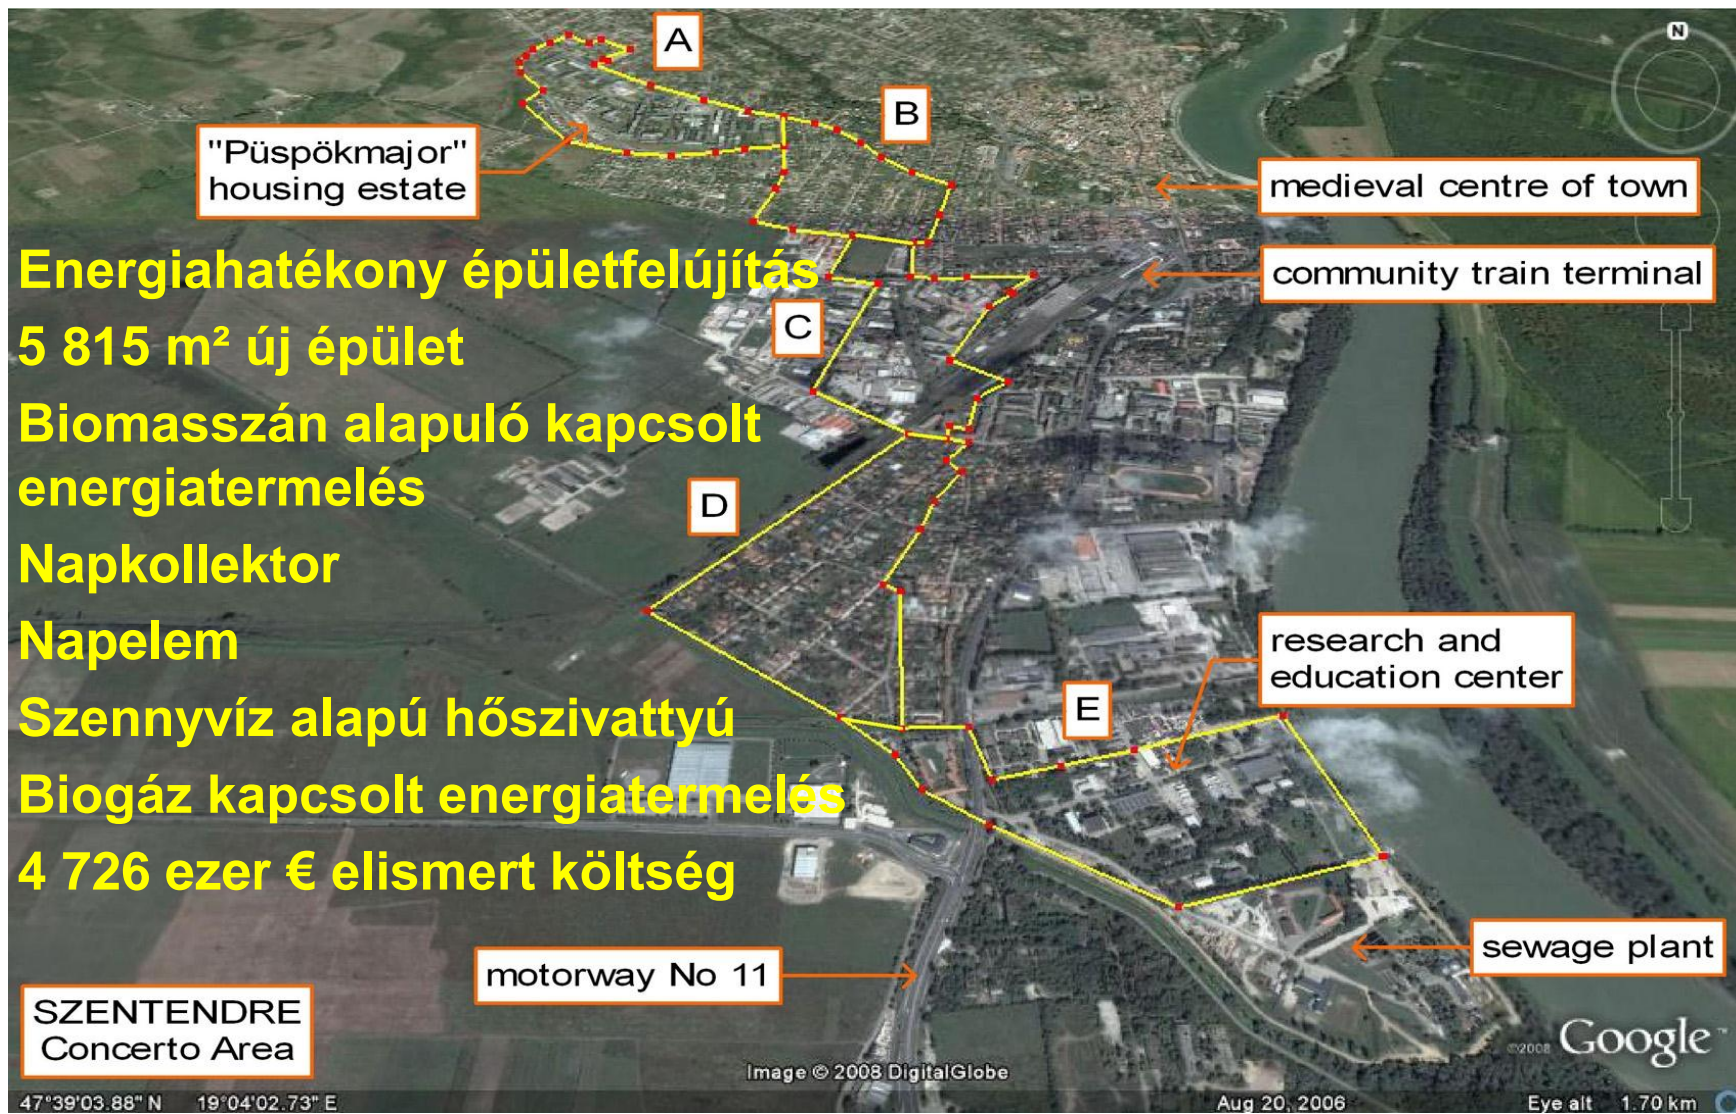 A
N
B
"Püspökmajor"
housing estate
medieval centre of town
Energiahatékony épületfelújítás
community train terminal
5 815 m² új épület
C
Biomasszán alapuló kapcsolt
energiatermelés
D
Napkollektor
Napelem
research and
education center
Szennyvíz alapú hőszivattyú
E
Biogáz kapcsolt energiatermelés
4 726 ezer € elismert költség
sewage plant
motorway No 11
SZENTENDRE
Concerto Area
©2008 Google™
Image © 2008 DigitalGlobe
47°39'03.88" N 19°04'02.73" E Aug 20, 2006 Eye alt 1.70 km